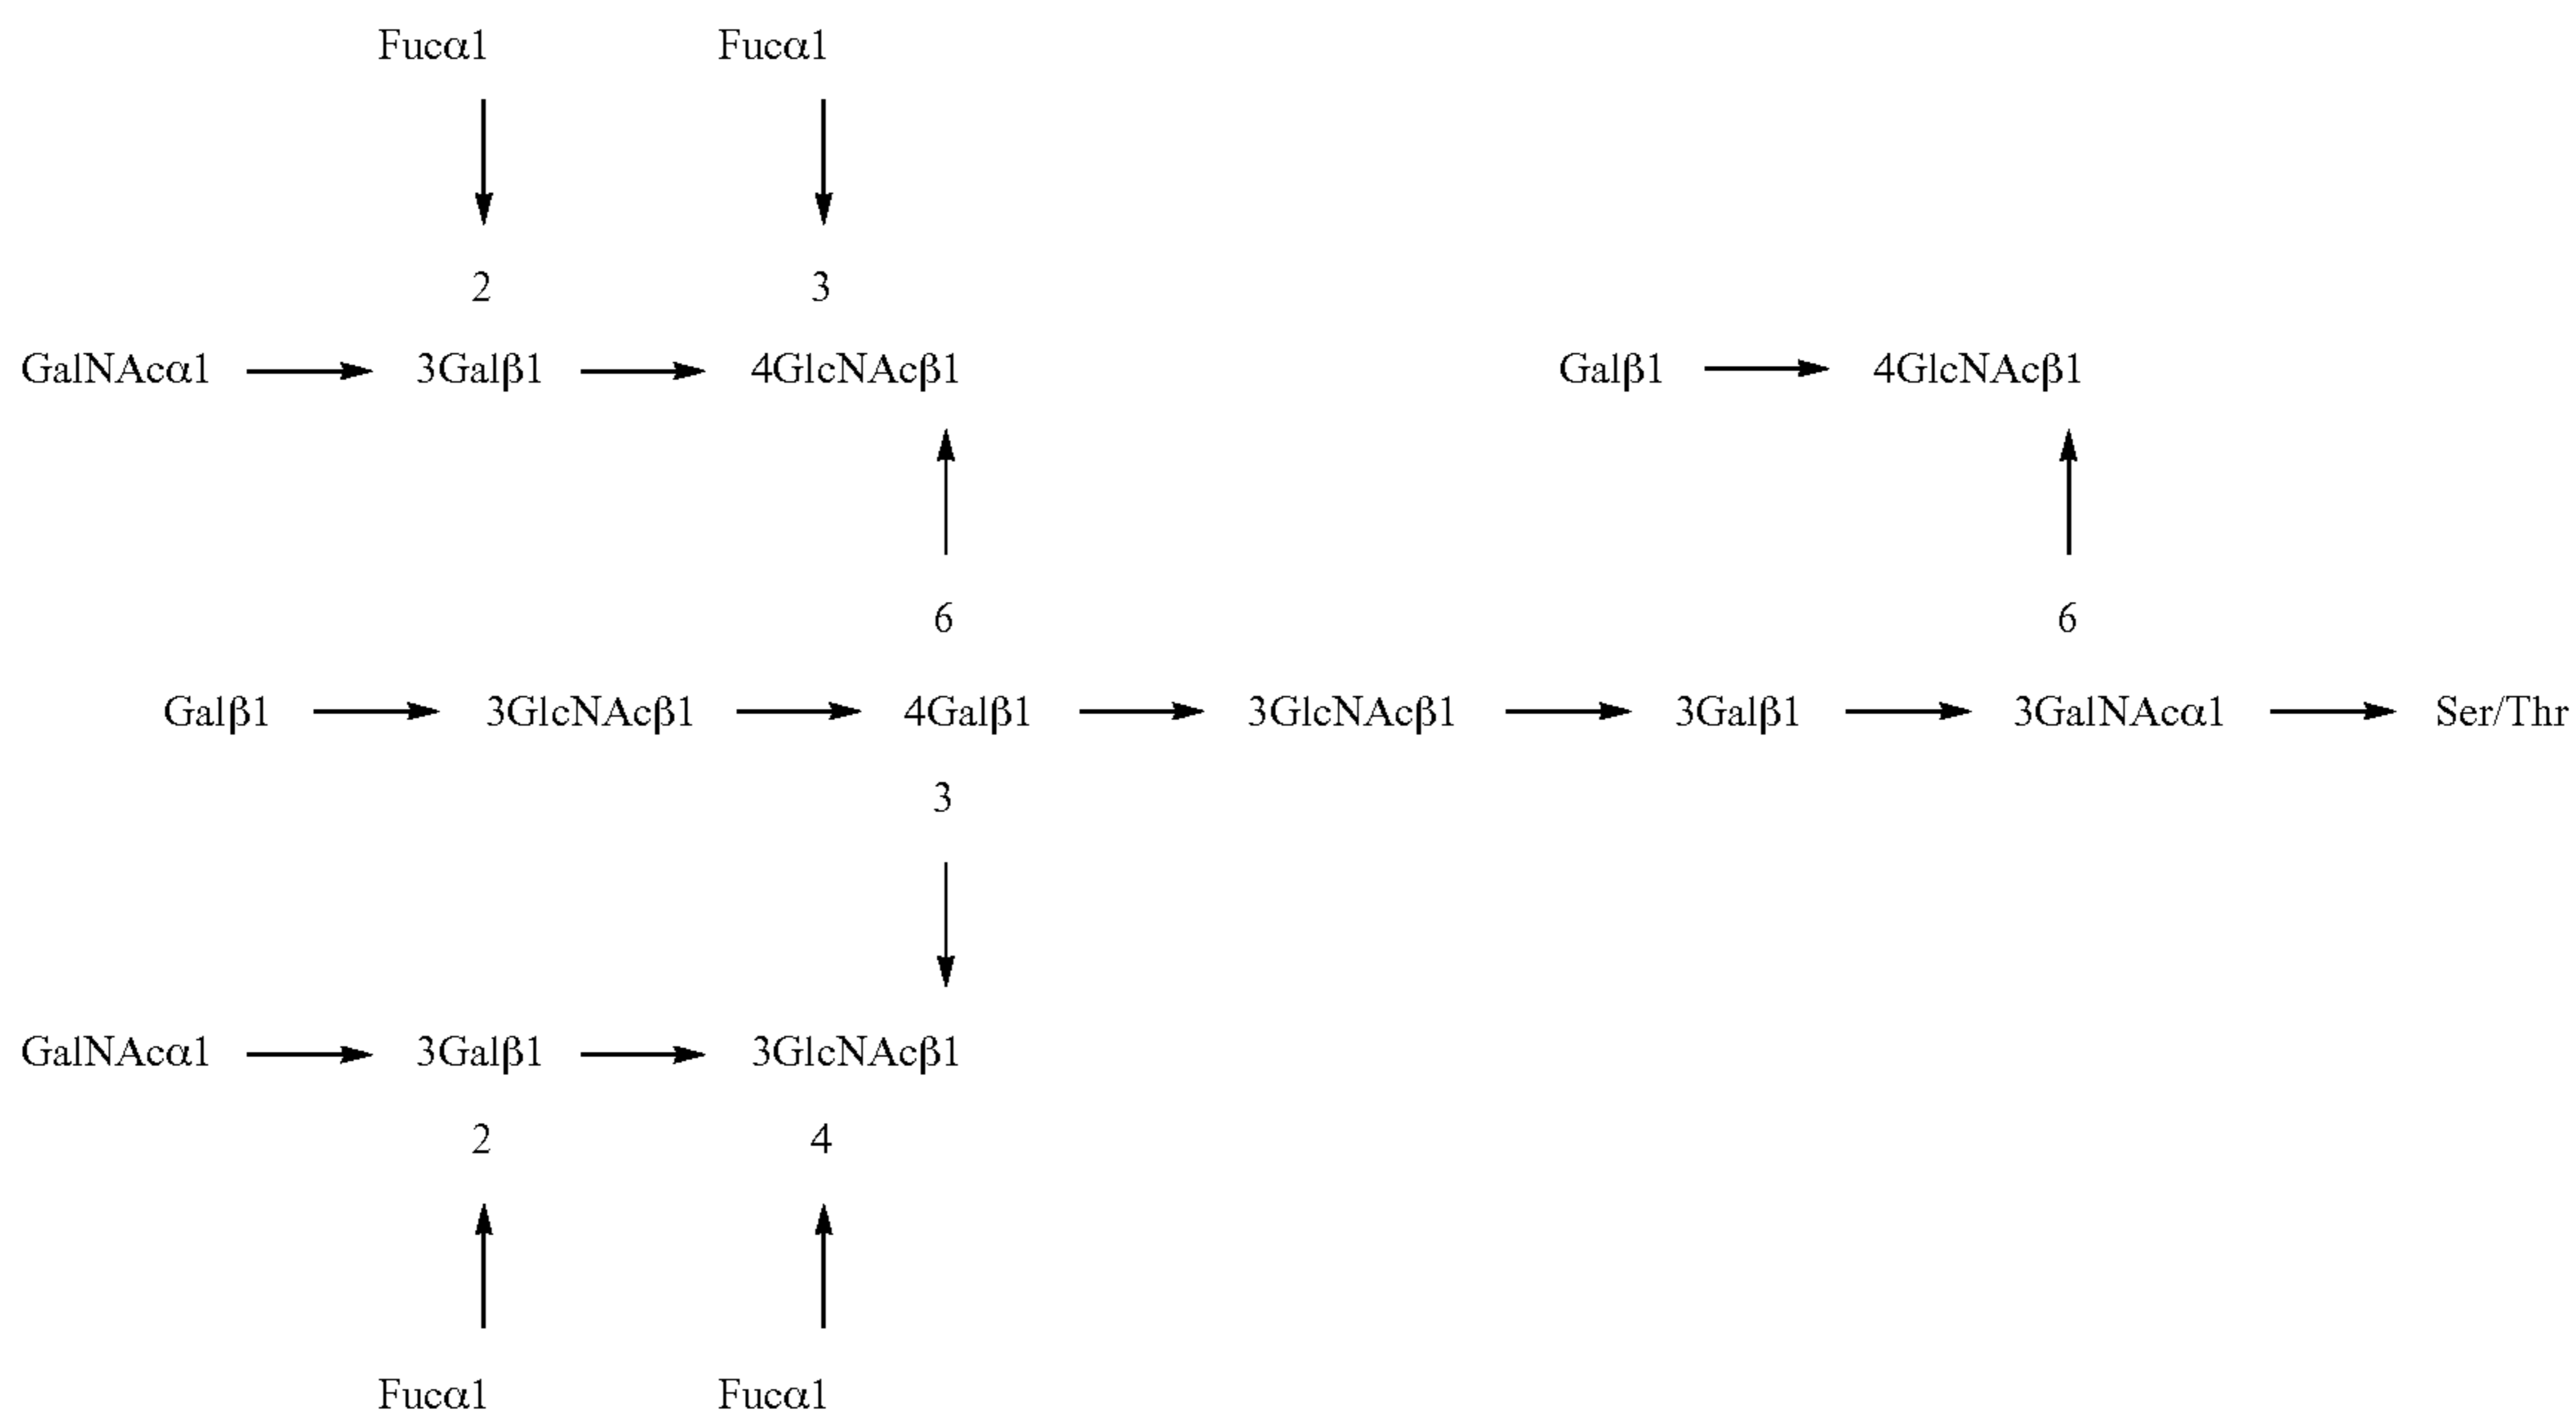 Fucα1 Fucα1
2 3
GalNAcα1 3Galβ1 4GlcNAcβ1 Galβ1 4GlcNAcβ1
6 6
Galβ1 3GlcNAcβ1 4Galβ1 3GlcNAcβ1 3Galβ1 3GalNAcα1 Ser/Thr
3
GalNAcα1 3Galβ1 3GlcNAcβ1
2 4
Fucα1 Fucα1